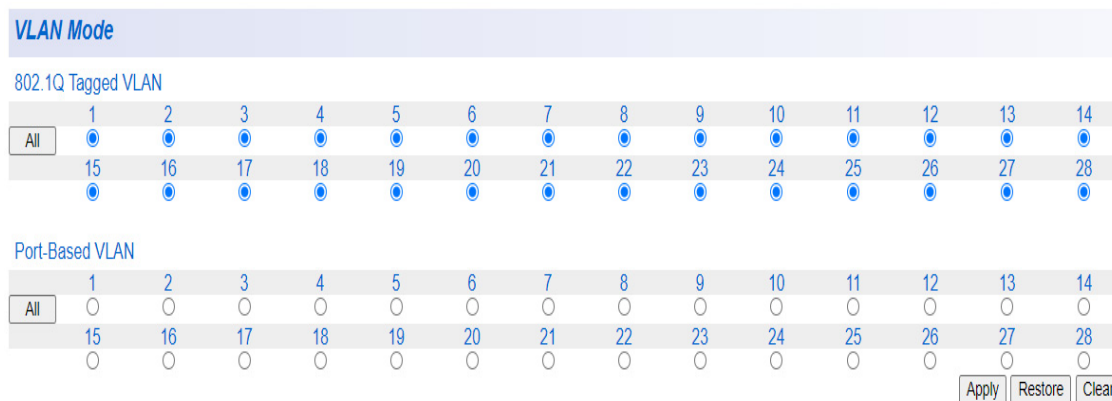 VLAN Mode
802.1Q Tagged VLAN
1 2 3 4 5 6 7 8 9 10 11 12 13 14
All
15 16 17 18 19 20 21 22 23 24 25 26 27 28
Port-Based VLAN
1 2 3 4 5 6 7 8 9 10 11 12 13 14
All
15 16 17 18 19 20 21 22 23 24 25 26 27 28
Apply Restore Clear